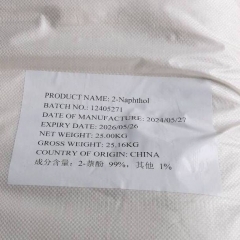 PRODUCT NAME: 2-Naphthol
BATCH NO.: 12405271
DATE OF MANUFACTURE: 2024/05/27
EXPIRY DATE: 2026/05/26
NET WEIGHT: 25.00KG
GROSS WEIGHT: 25.16KG
COUNTRY OF ORIGIN: CHINA
成分含量：2-萘酚 99%, 其他 1%